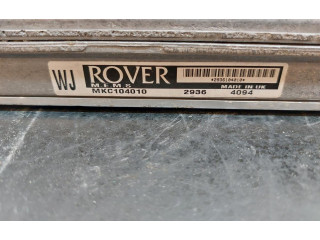 WJ ROVER
M.E.M.S MADE IN UK
MKC104010 2936 4094